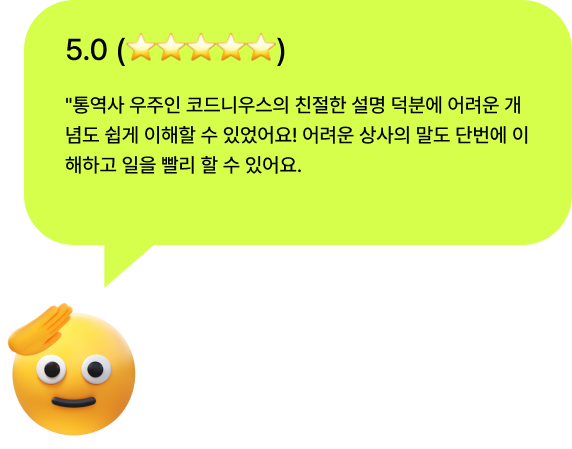 5.0 (⭐⭐⭐⭐⭐)
"통역사 우주인 코드니우스의 친절한 설명 덕분에 어려운 개
념도 쉽게 이해할 수 있었어요! 어려운 상사의 말도 단번에 이
해하고 일을 빨리 할 수 있어요.